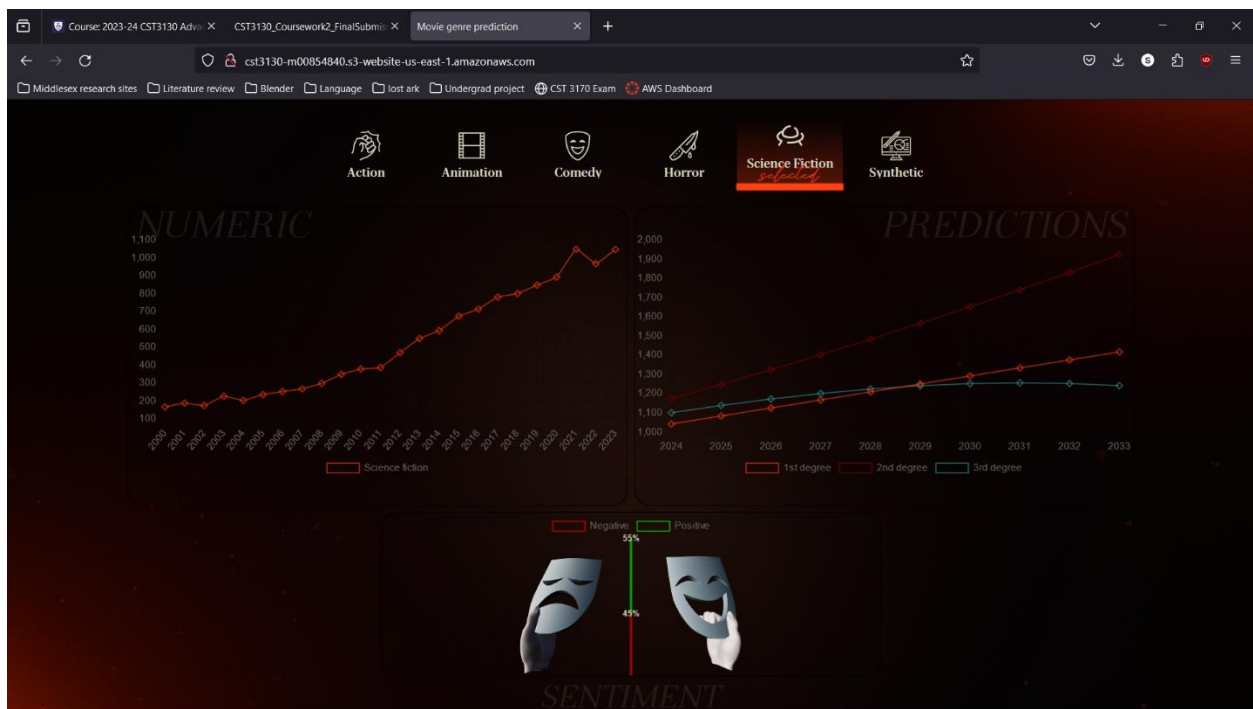 Course: 2023-24 CST3130 Adva
CST3130_Coursework2_FinalSubmis
Movie genre prediction
cst3130-m00854840.s3-website-us-east-1.amazonaws.com
S
Middlesex research sites
Literature review
Blender
Language
lost ark
Undergrad project
CST 3170 Exam
AWS Dashboard
Action
Animation
Comedy
Horror
Science Fiction
selected
Synthetic
NUMERIC
1,100
1,000
900
800
700
600
500
400
300
200
100
2000 2001 2002 2003 2004 2005 2006 2007 2008 2009 2010 2011 2012 2013 2014 2015 2016 2017 2018 2019 2020 2021 2022 2023
Science fiction
PREDICTIONS
2,000
1,900
1,800
1,700
1,600
1,500
1,400
1,300
1,200
1,100
1,000
2024 2025 2026 2027 2028 2029 2030 2031 2032 2033
1st degree 2nd degree 3rd degree
Negative Positive
55%
45%
SENTIMENT